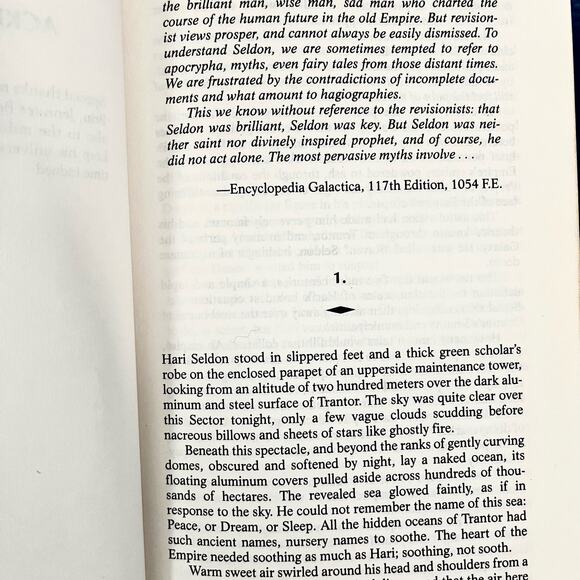 the brilliant man, wise man, sad man who charted the
course of the human future in the old Empire. But revision-
ist views prosper, and cannot always be easily dismissed. To
understand Seldon, we are sometimes tempted to refer to
apocrypha, myths, even fairy tales from those distant times.
We are frustrated by the contradictions of incomplete docu-
ments and what amount to hagiographies.
This we know without reference to the revisionists: that
Seldon was brilliant, Seldon was key. But Seldon was nei-
ther saint nor divinely inspired prophet, and of course, he
did not act alone. The most pervasive myths involve . . .
—Encyclopedia Galactica, 117th Edition, 1054 F.E.
1.
Hari Seldon stood in slippered feet and a thick green scholar's
robe on the enclosed parapet of an upperside maintenance tower,
looking from an altitude of two hundred meters over the dark alu-
minum and steel surface of Trantor. The sky was quite clear over
this Sector tonight, only a few vague clouds scudding before
nacreous billows and sheets of stars like ghostly fire.
Beneath this spectacle, and beyond the ranks of gently curving
domes, obscured and softened by night, lay a naked ocean, its
floating aluminum covers pulled aside across hundreds of thou-
sands of hectares. The revealed sea glowed faintly, as if in
response to the sky. He could not remember the name of this sea:
Peace, or Dream, or Sleep. All the hidden oceans of Trantor had
such ancient names, nursery names to soothe. The heart of the
Empire needed soothing as much as Hari; soothing, not sooth.
Warm sweet air swirled around his head and shoulders from a
and the air here